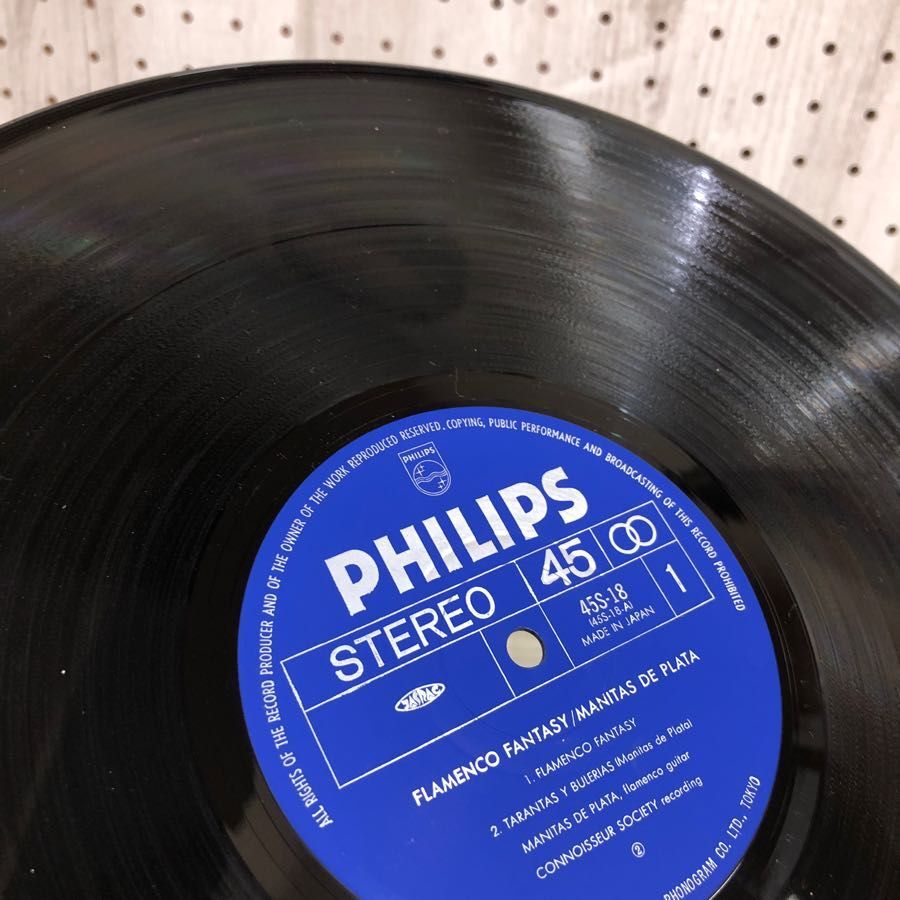 ALL RIGHTS OF THE RECORD PRODUCER AND OF THE OWNER OF THE WORK REPRODUCED RESERVED. COPYING, PUBLIC PERFORMANCE AND BROADCASTING OF THIS RECORD PROHIBITED
PHILIPS
PHILIPS
STEREO
45
45S-18
(45S-18-A)
MADE IN JAPAN
1
JASRAC
FLAMENCO FANTASY/MANITAS DE PLATA
1. FLAMENCO FANTASY
2. TARANTAS Y BULERIAS (Manitas de Plata)
MANITAS DE PLATA, flamenco guitar
CONNOISSEUR SOCIETY recording
②
PHONOGRAM CO. LTD., TOKYO